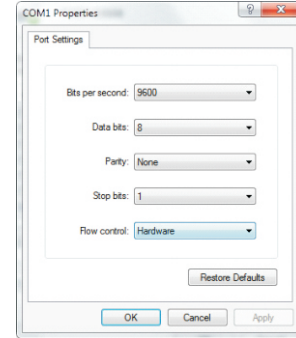 COM1 Properties
Port Settings
Bits per second: 9600
Data bits: 8
Parity: None
Stop bits: 1
Flow control: Hardware
Restore Defaults
OK Cancel Apply